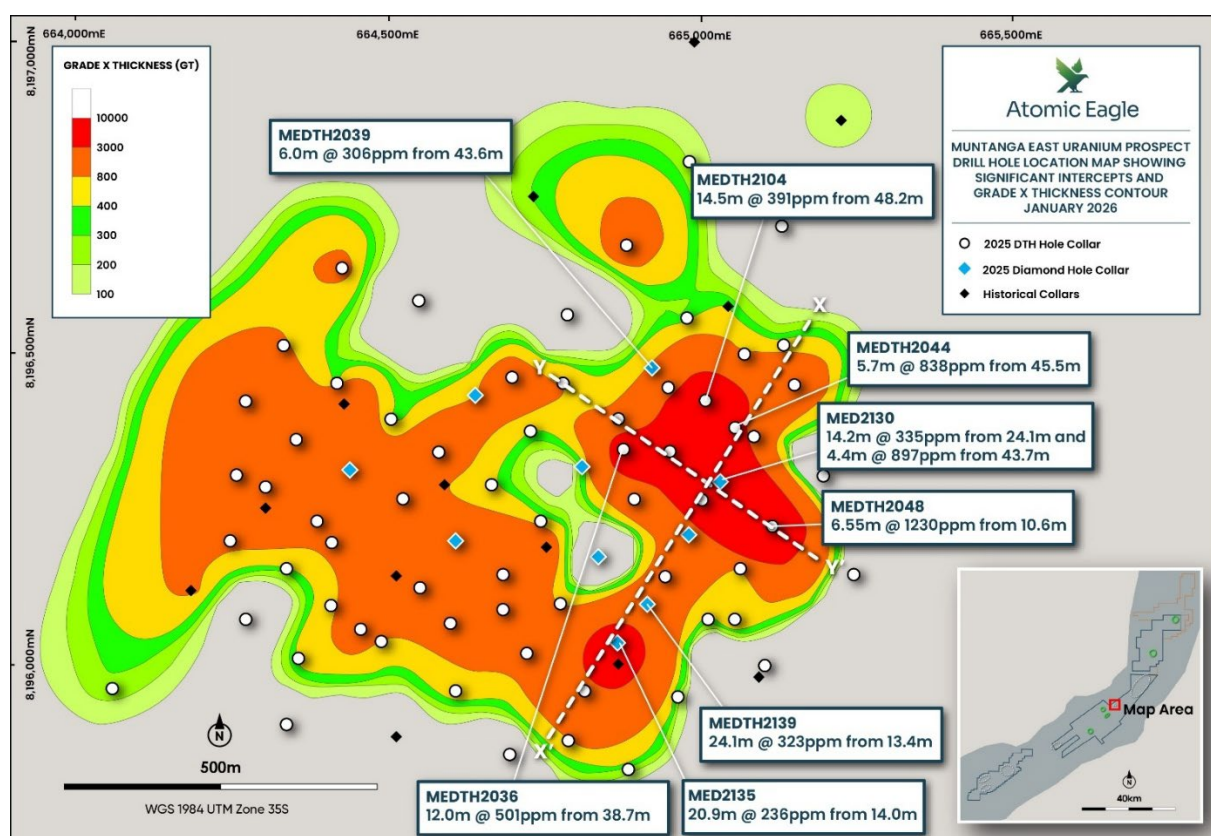 664,000mE
664,500mE
665,000mE
665,500mE
8,197,000mN
8,196,500mN
8,196,000mN
GRADE X THICKNESS (GT)
10000
3000
800
400
300
200
100
Atomic Eagle
MUNTANGA EAST URANIUM PROSPECT
DRILL HOLE LOCATION MAP SHOWING
SIGNIFICANT INTERCEPTS AND
GRADE X THICKNESS CONTOUR
JANUARY 2026
2025 DTH Hole Collar
2025 Diamond Hole Collar
Historical Collars
MEDTH2039
6.0m @ 306ppm from 43.6m
MEDTH2104
14.5m @ 391ppm from 48.2m
X
Y
MEDTH2044
5.7m @ 838ppm from 45.5m
MED2130
14.2m @ 335ppm from 24.1m and
4.4m @ 897ppm from 43.7m
MEDTH2048
6.55m @ 1230ppm from 10.6m
Y'
X'
MEDTH2139
24.1m @ 323ppm from 13.4m
MEDTH2036
12.0m @ 501ppm from 38.7m
MED2135
20.9m @ 236ppm from 14.0m
N
500m
WGS 1984 UTM Zone 35S
Map Area
N
40km